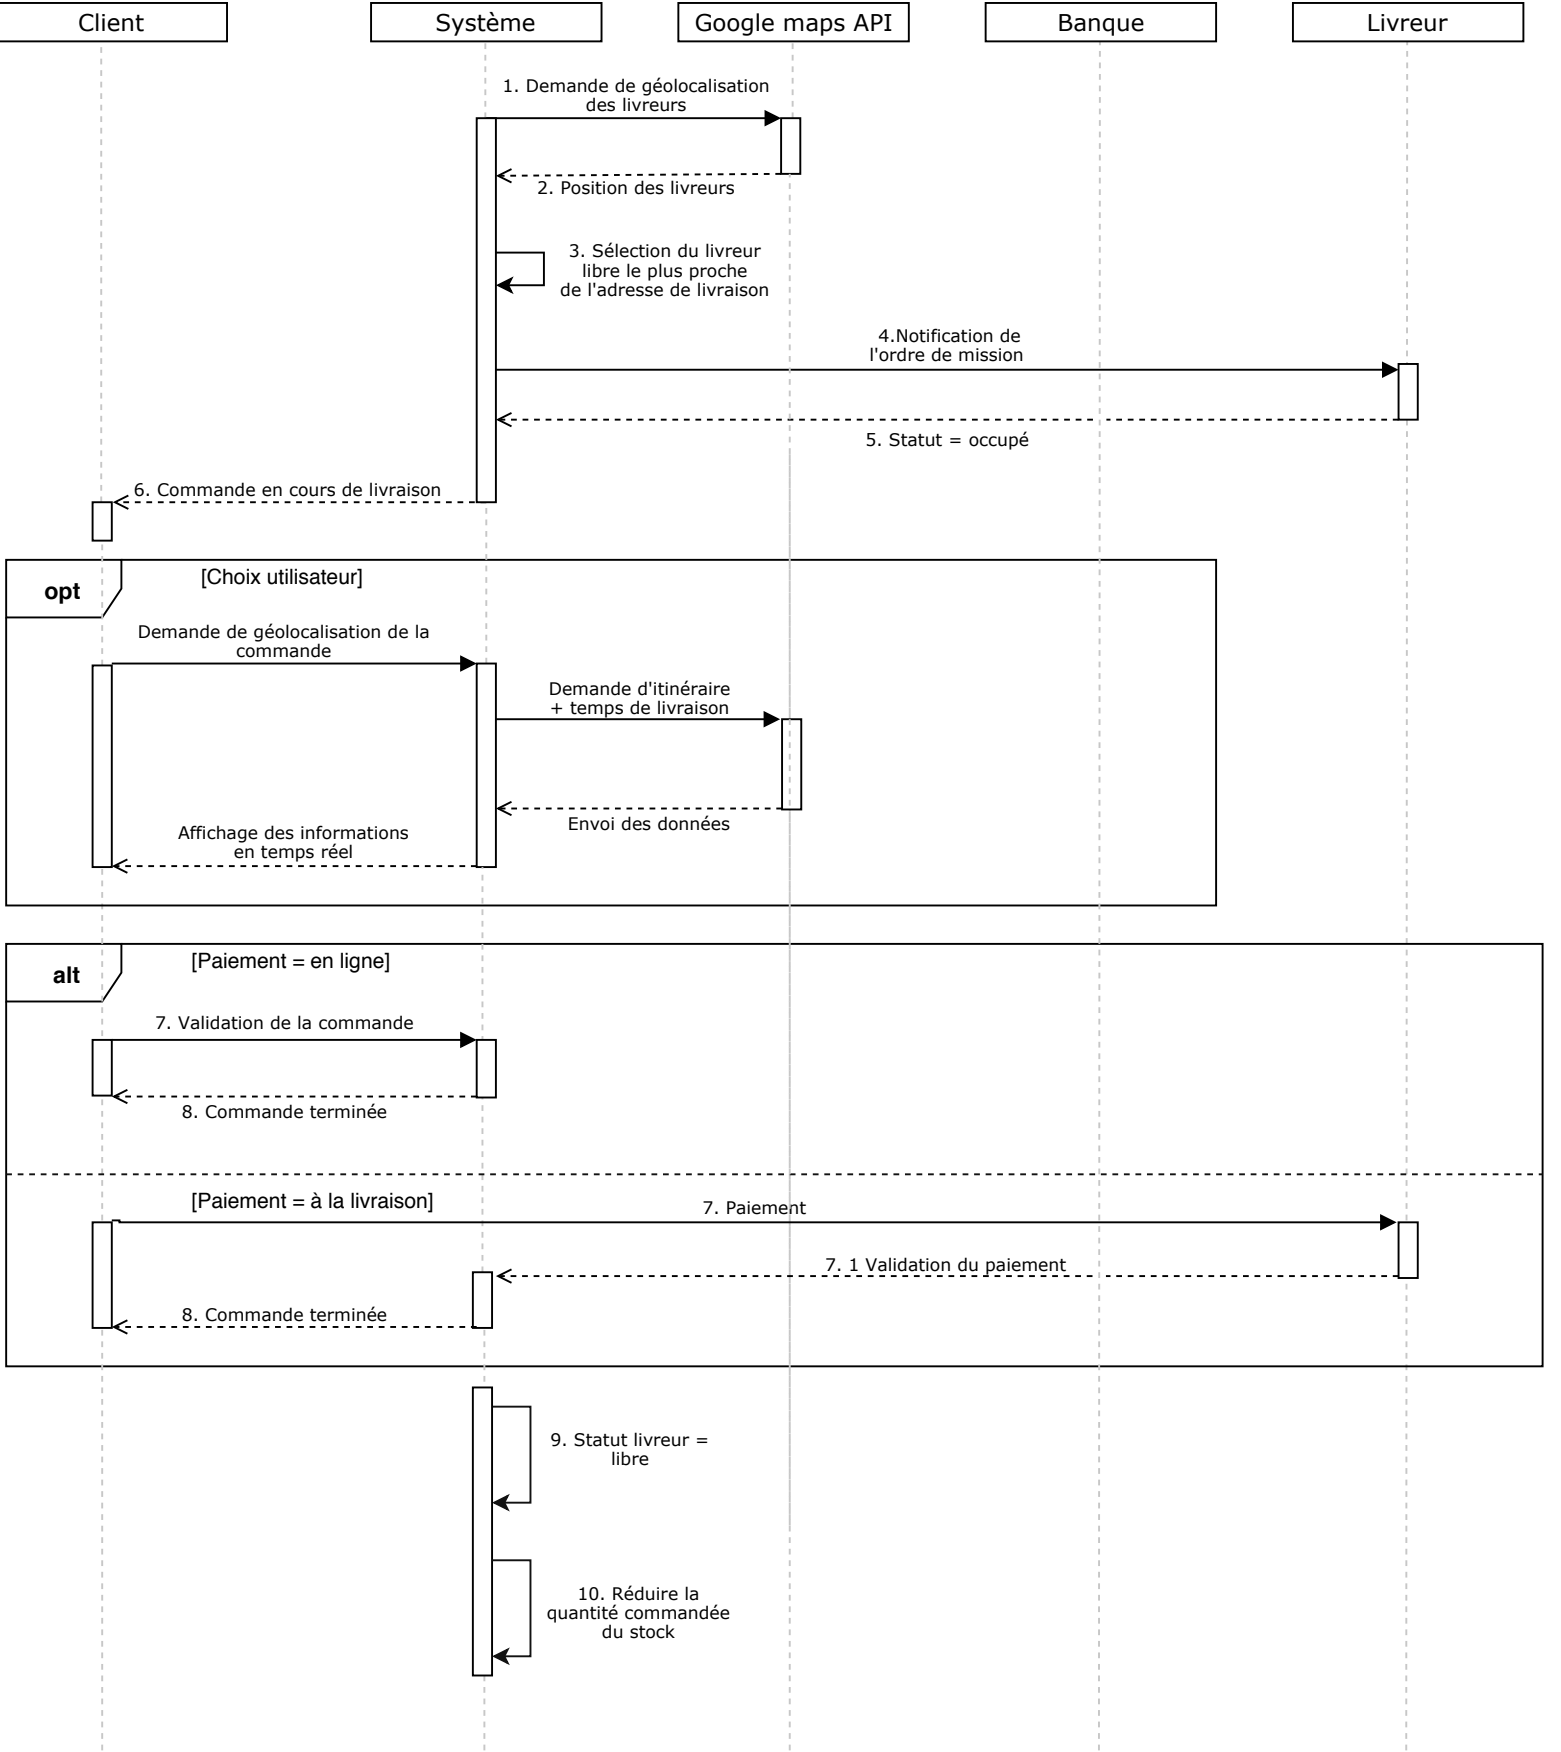 Client
Système
Google maps API
Banque
Livreur
1. Demande de géolocalisation
des livreurs
2. Position des livreurs
3. Sélection du livreur
libre le plus proche
de l'adresse de livraison
4.Notification de
l'ordre de mission
5. Statut = occupé
6. Commande en cours de livraison
opt
[Choix utilisateur]
Demande de géolocalisation de la
commande
Demande d'itinéraire
+ temps de livraison
Envoi des données
Affichage des informations
en temps réel
alt
[Paiement = en ligne]
7. Validation de la commande
8. Commande terminée
[Paiement = à la livraison]
7. Paiement
7. 1 Validation du paiement
8. Commande terminée
9. Statut livreur =
libre
10. Réduire la
quantité commandée
du stock